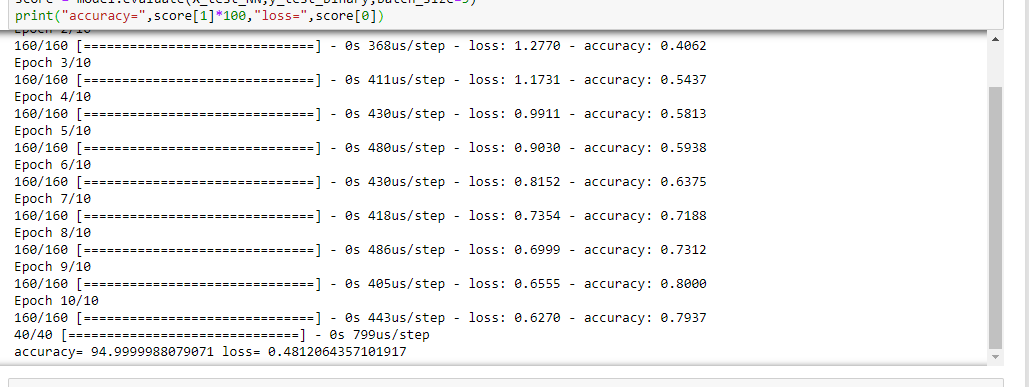 score = model.evaluate(X_test_NN,y_test_binary,batch_size=5)
print("accuracy=",score[1]*100,"loss=",score[0])
Epoch 2/10
160/160 [==============================] - 0s 368us/step - loss: 1.2770 - accuracy: 0.4062
Epoch 3/10
160/160 [==============================] - 0s 411us/step - loss: 1.1731 - accuracy: 0.5437
Epoch 4/10
160/160 [==============================] - 0s 430us/step - loss: 0.9911 - accuracy: 0.5813
Epoch 5/10
160/160 [==============================] - 0s 480us/step - loss: 0.9030 - accuracy: 0.5938
Epoch 6/10
160/160 [==============================] - 0s 430us/step - loss: 0.8152 - accuracy: 0.6375
Epoch 7/10
160/160 [==============================] - 0s 418us/step - loss: 0.7354 - accuracy: 0.7188
Epoch 8/10
160/160 [==============================] - 0s 486us/step - loss: 0.6999 - accuracy: 0.7312
Epoch 9/10
160/160 [==============================] - 0s 405us/step - loss: 0.6555 - accuracy: 0.8000
Epoch 10/10
160/160 [==============================] - 0s 443us/step - loss: 0.6270 - accuracy: 0.7937
40/40 [==============================] - 0s 799us/step
accuracy= 94.9999988079071 loss= 0.4812064357101917